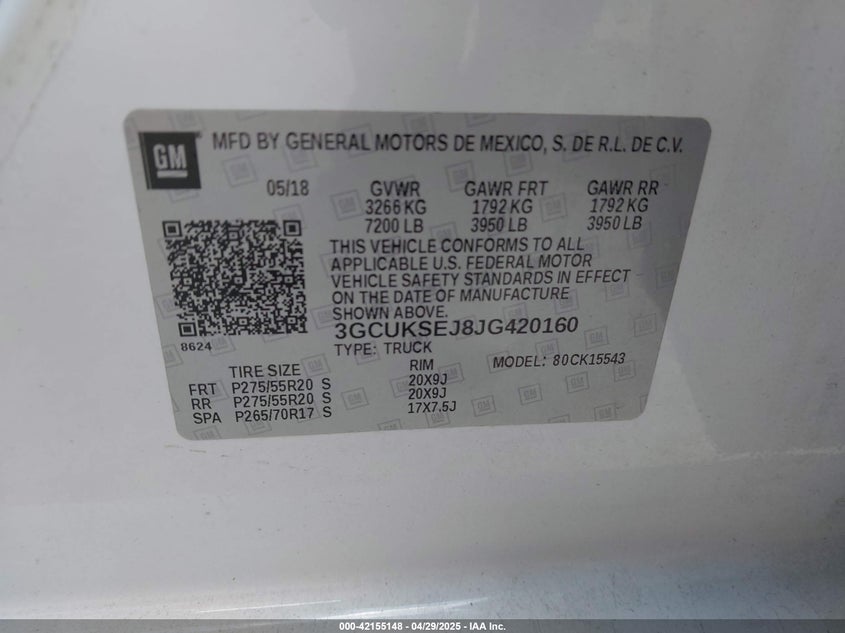 GM
MFD BY GENERAL MOTORS DE MEXICO, S. DE R.L. DE C.V.
05/18 GVWR GAWR FRT GAWR RR
3266 KG 1792 KG 1792 KG
7200 LB 3950 LB 3950 LB
THIS VEHICLE CONFORMS TO ALL
APPLICABLE U.S. FEDERAL MOTOR
VEHICLE SAFETY STANDARDS IN EFFECT
ON THE DATE OF MANUFACTURE
SHOWN ABOVE.
3GCUKSEJ8JG420160
8624
TYPE: TRUCK MODEL: 80CK15543
TIRE SIZE RIM
FRT P275/55R20 S 20X9J
RR P275/55R20 S 20X9J
SPA P265/70R17 S 17X7.5J
000-42155148 - 04/29/2025 - IAA Inc.